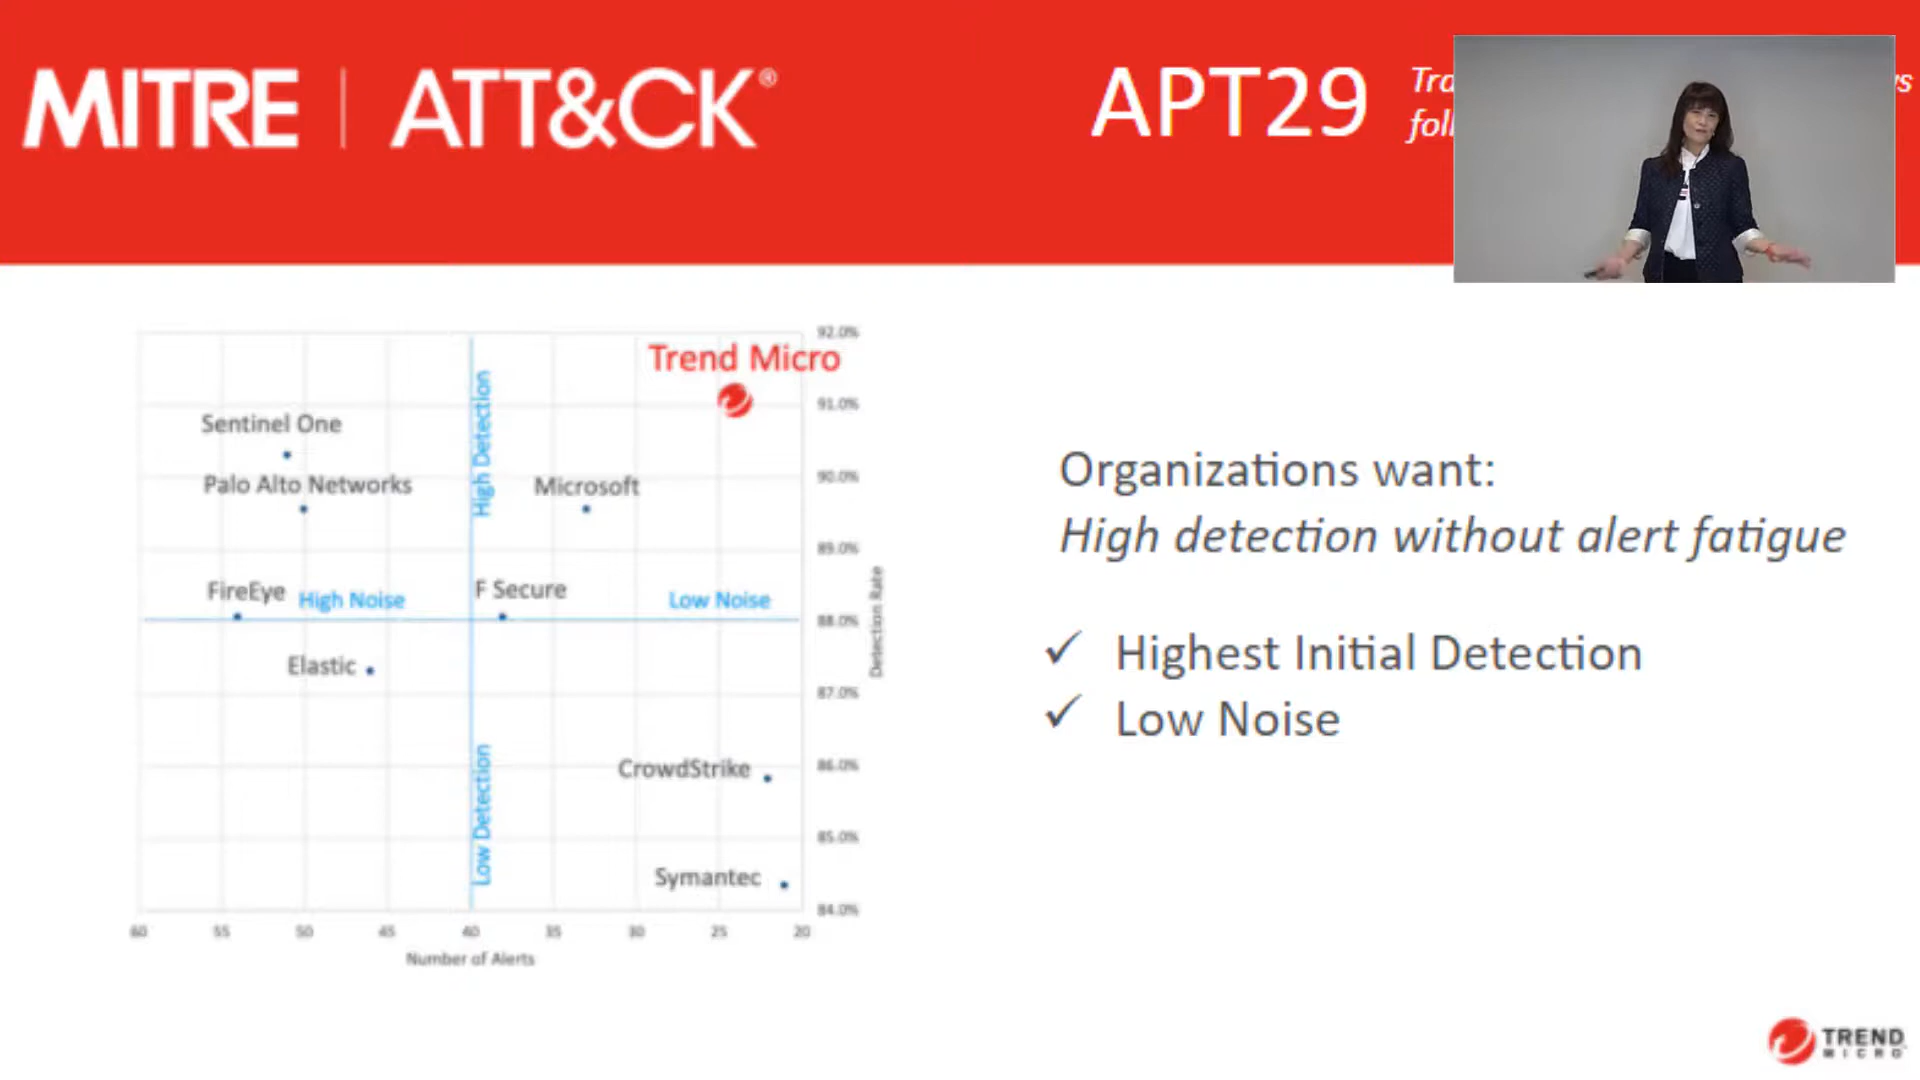 MITRE | ATT&CK®
APT29
92.0%
Trend Micro
91.0%
Sentinel One
High Detection
90.0%
Palo Alto Networks
Microsoft
89.0%
FireEye
High Noise
F Secure
Low Noise
88.0%
Detection Rate
Elastic
87.0%
CrowdStrike
86.0%
Low Detection
85.0%
Symantec
84.0%
60 55 50 45 40 35 30 25 20
Number of Alerts
Organizations want:
High detection without alert fatigue
✓ Highest Initial Detection
✓ Low Noise
TREND
MICRO